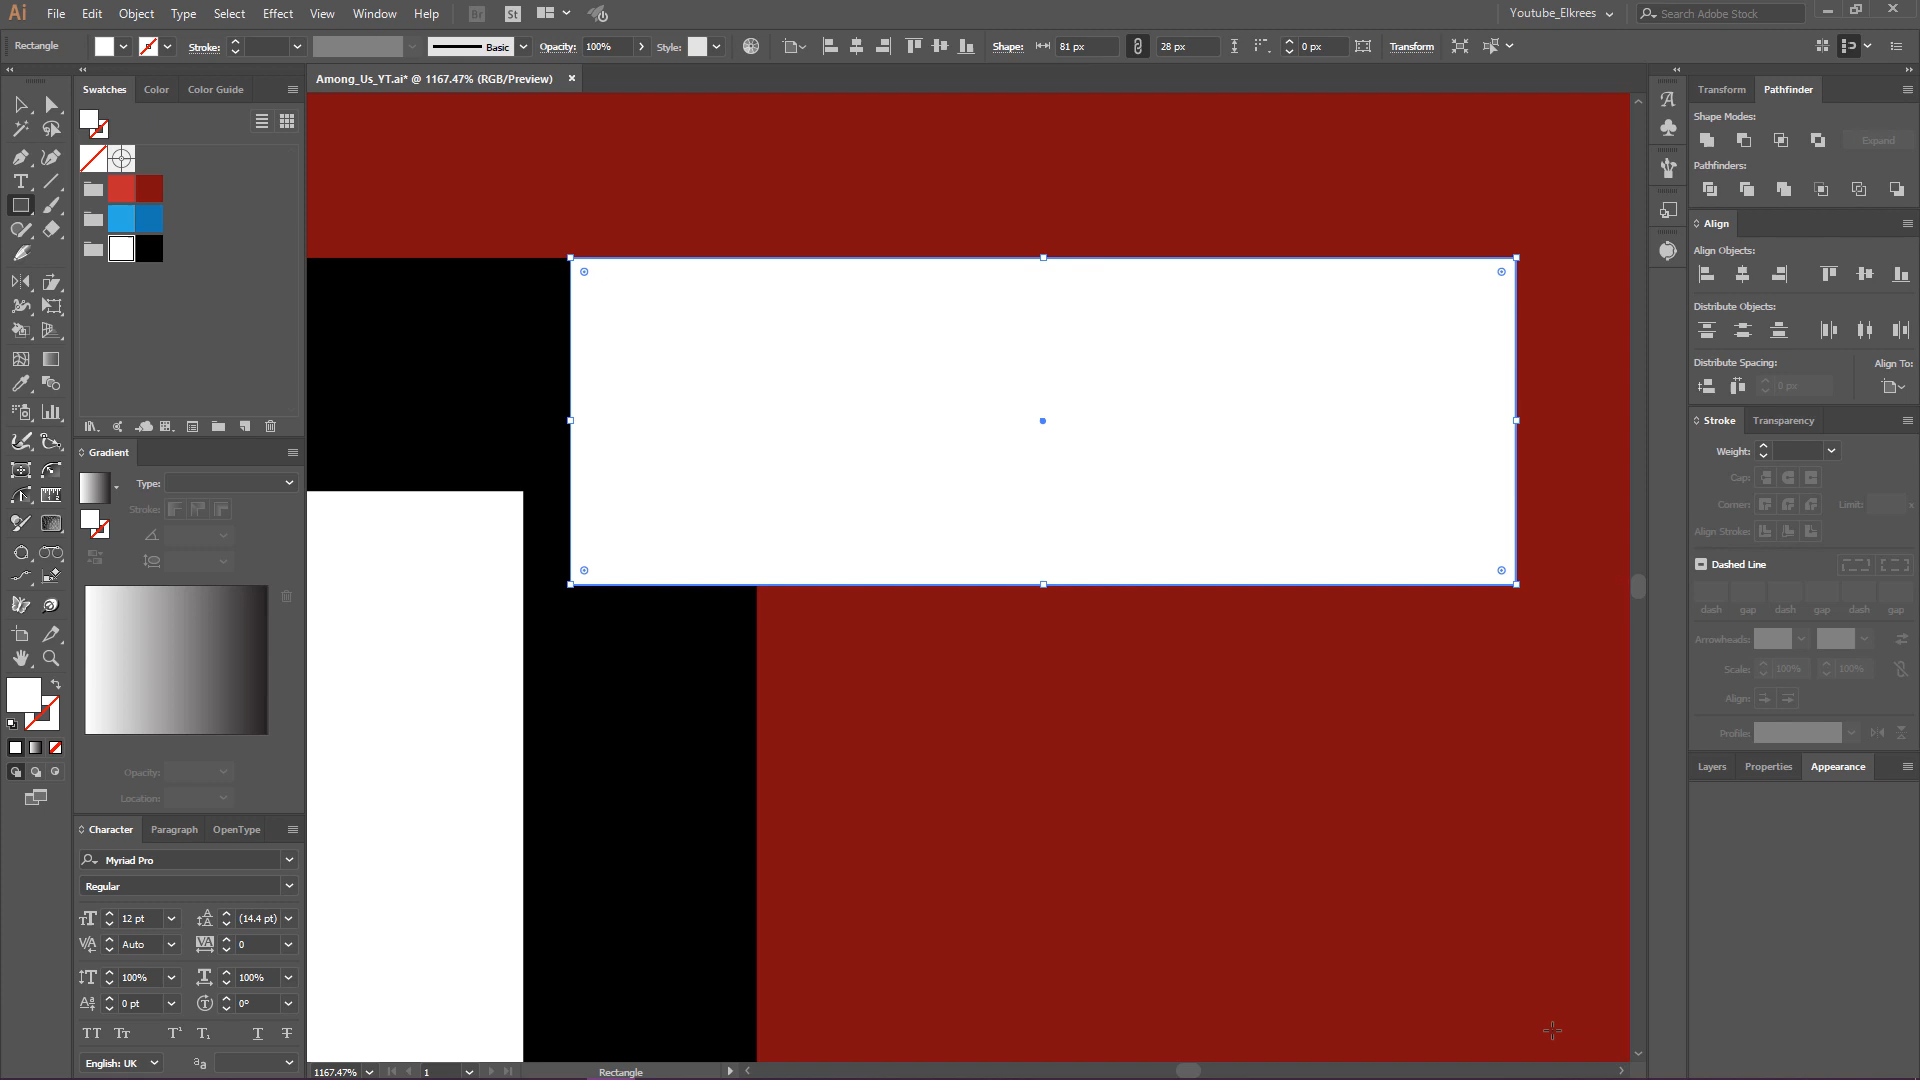 Ai File Edit Object Type Select Effect View Window Help Br St Youtube_Elkrees Search Adobe Stock
Rectangle Stroke: Basic Opacity: 100% Style: Shape: 81 px 28 px 0 px Transform
Among_Us_YT.ai* @ 1167.47% (RGB/Preview)
Swatches Color Color Guide
Gradient
Type:
Stroke:
Opacity:
Location:
Character Paragraph OpenType
Myriad Pro
Regular
12 pt (14.4 pt)
Auto 0
100% 100%
0 pt 0°
English: UK
1167.47% 1 Rectangle
Transform Pathfinder
Shape Modes:
Expand
Pathfinders:
Align
Align Objects:
Distribute Objects:
Distribute Spacing: Align To:
0 px
Stroke Transparency
Weight:
Cap:
Corner: Limit: x
Align Stroke:
Dashed Line
dash gap dash gap dash gap
Arrowheads:
Scale: 100% 100%
Align:
Profile:
Layers Properties Appearance